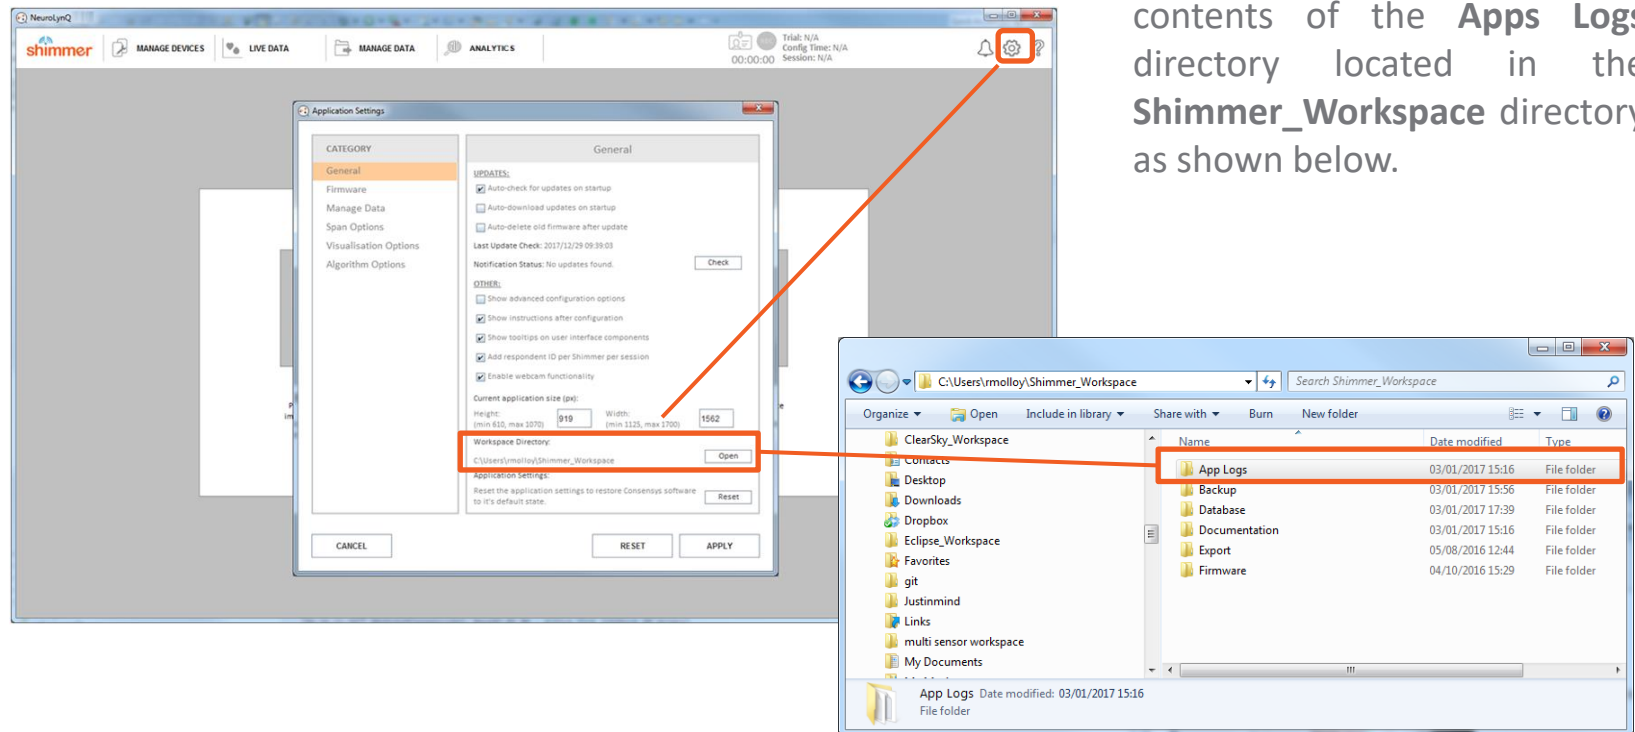 NeuroLynQ
shimmer
MANAGE DEVICES
LIVE DATA
MANAGE DATA
ANALYTICS
00:00:00
Trial: N/A
Config Time: N/A
Session: N/A
contents of the Apps Logs
directory located in the
Shimmer_Workspace directory
as shown below.
Application Settings
CATEGORY
General
Firmware
Manage Data
Span Options
Visualisation Options
Algorithm Options
General
UPDATES:
Auto-check for updates on startup
Auto-download updates on startup
Auto-delete old firmware after update
Last Update Check: 2017/12/29 09:39:03
Notification Status: No updates found.
Check
OTHER:
Show advanced configuration options
Show instructions after configuration
Show tooltips on user interface components
Add respondent ID per Shimmer per session
Enable webcam functionality
Current application size (px):
Height: 919 Width: 1562
(min 610, max 1070) (min 1125, max 1700)
Workspace Directory:
C:\Users\rmolloy\Shimmer_Workspace
Open
Application Settings:
Reset the application settings to restore Consensys software
to it's default state.
Reset
CANCEL
RESET
APPLY
C:\Users\rmolloy\Shimmer_Workspace
Search Shimmer_Workspace
Organize Open Include in library Share with Burn New folder
ClearSky_Workspace
Contacts
Desktop
Downloads
Dropbox
Eclipse_Workspace
Favorites
git
Justinmind
Links
multi sensor workspace
My Documents
Name Date modified Type
App Logs 03/01/2017 15:16 File folder
Backup 03/01/2017 15:56 File folder
Database 03/01/2017 17:39 File folder
Documentation 03/01/2017 15:16 File folder
Export 05/08/2016 12:44 File folder
Firmware 04/10/2016 15:29 File folder
App Logs Date modified: 03/01/2017 15:16
File folder